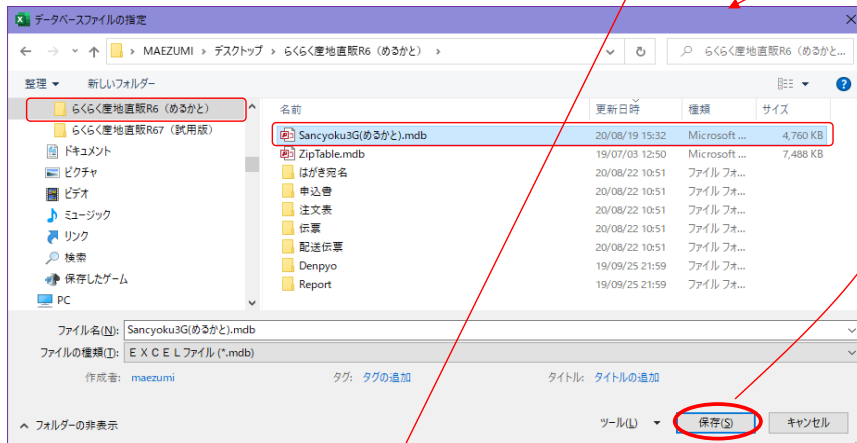 データベースファイルの指定
MAEZUMI › デスクトップ › らくらく産地直販R6（めるかと） ›
らくらく産地直販R6（めるかと...
整理 新しいフォルダー
らくらく産地直販R6（めるかと）
らくらく産地直販R67（試用版）
ドキュメント
ピクチャ
ビデオ
ミュージック
リンク
検索
保存したゲーム
PC
名前 更新日時 種類 サイズ
Sancyoku3G(めるかと).mdb 20/08/19 15:32 Microsoft ... 4,760 KB
ZipTable.mdb 19/07/03 12:50 Microsoft ... 7,488 KB
はがき宛名 20/08/22 10:51 ファイル フォ...
申込書 20/08/22 10:51 ファイル フォ...
注文表 20/08/22 10:51 ファイル フォ...
伝票 20/08/22 10:51 ファイル フォ...
配送伝票 20/08/22 10:51 ファイル フォ...
Denpyo 19/09/25 21:59 ファイル フォ...
Report 19/09/25 21:59 ファイル フォ...
ファイル名(N): Sancyoku3G(めるかと).mdb
ファイルの種類(T): ＥＸＣＥＬファイル (*.mdb)
作成者: maezumi タグ: タグの追加 タイトル: タイトルの追加
フォルダーの非表示 ツール(L) 保存(S) キャンセル